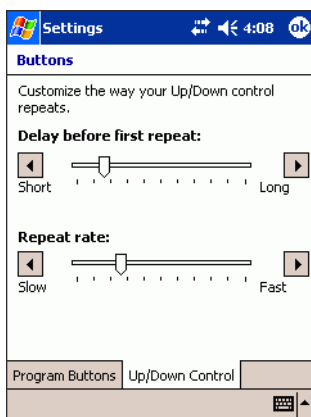 Settings 4:08 ok
Buttons
Customize the way your Up/Down control
repeats.
Delay before first repeat:
Short Long
Repeat rate:
Slow Fast
Program Buttons Up/Down Control